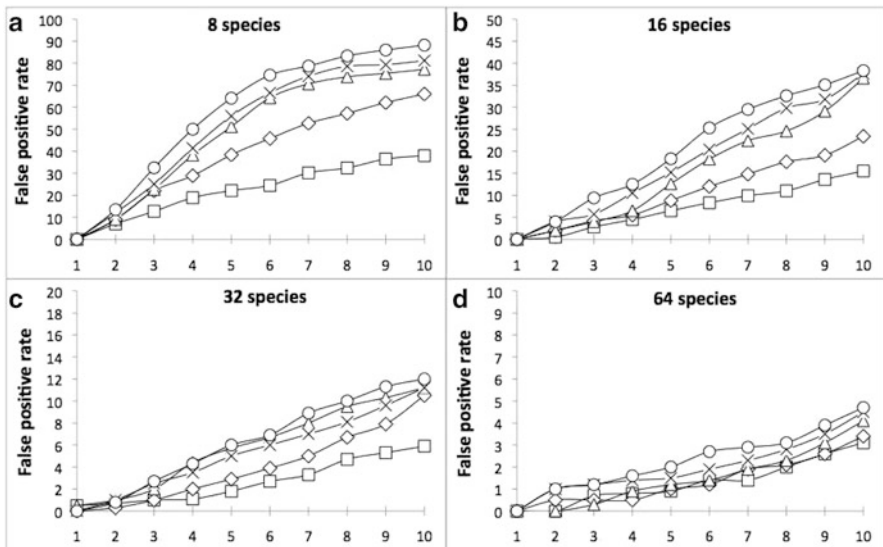 a
8 species
False positive rate
100
90
80
70
60
50
40
30
20
10
0
1 2 3 4 5 6 7 8 9 10
b
16 species
False positive rate
50
45
40
35
30
25
20
15
10
5
0
1 2 3 4 5 6 7 8 9 10
c
32 species
False positive rate
20
18
16
14
12
10
8
6
4
2
0
1 2 3 4 5 6 7 8 9 10
d
64 species
False positive rate
10
9
8
7
6
5
4
3
2
1
0
1 2 3 4 5 6 7 8 9 10